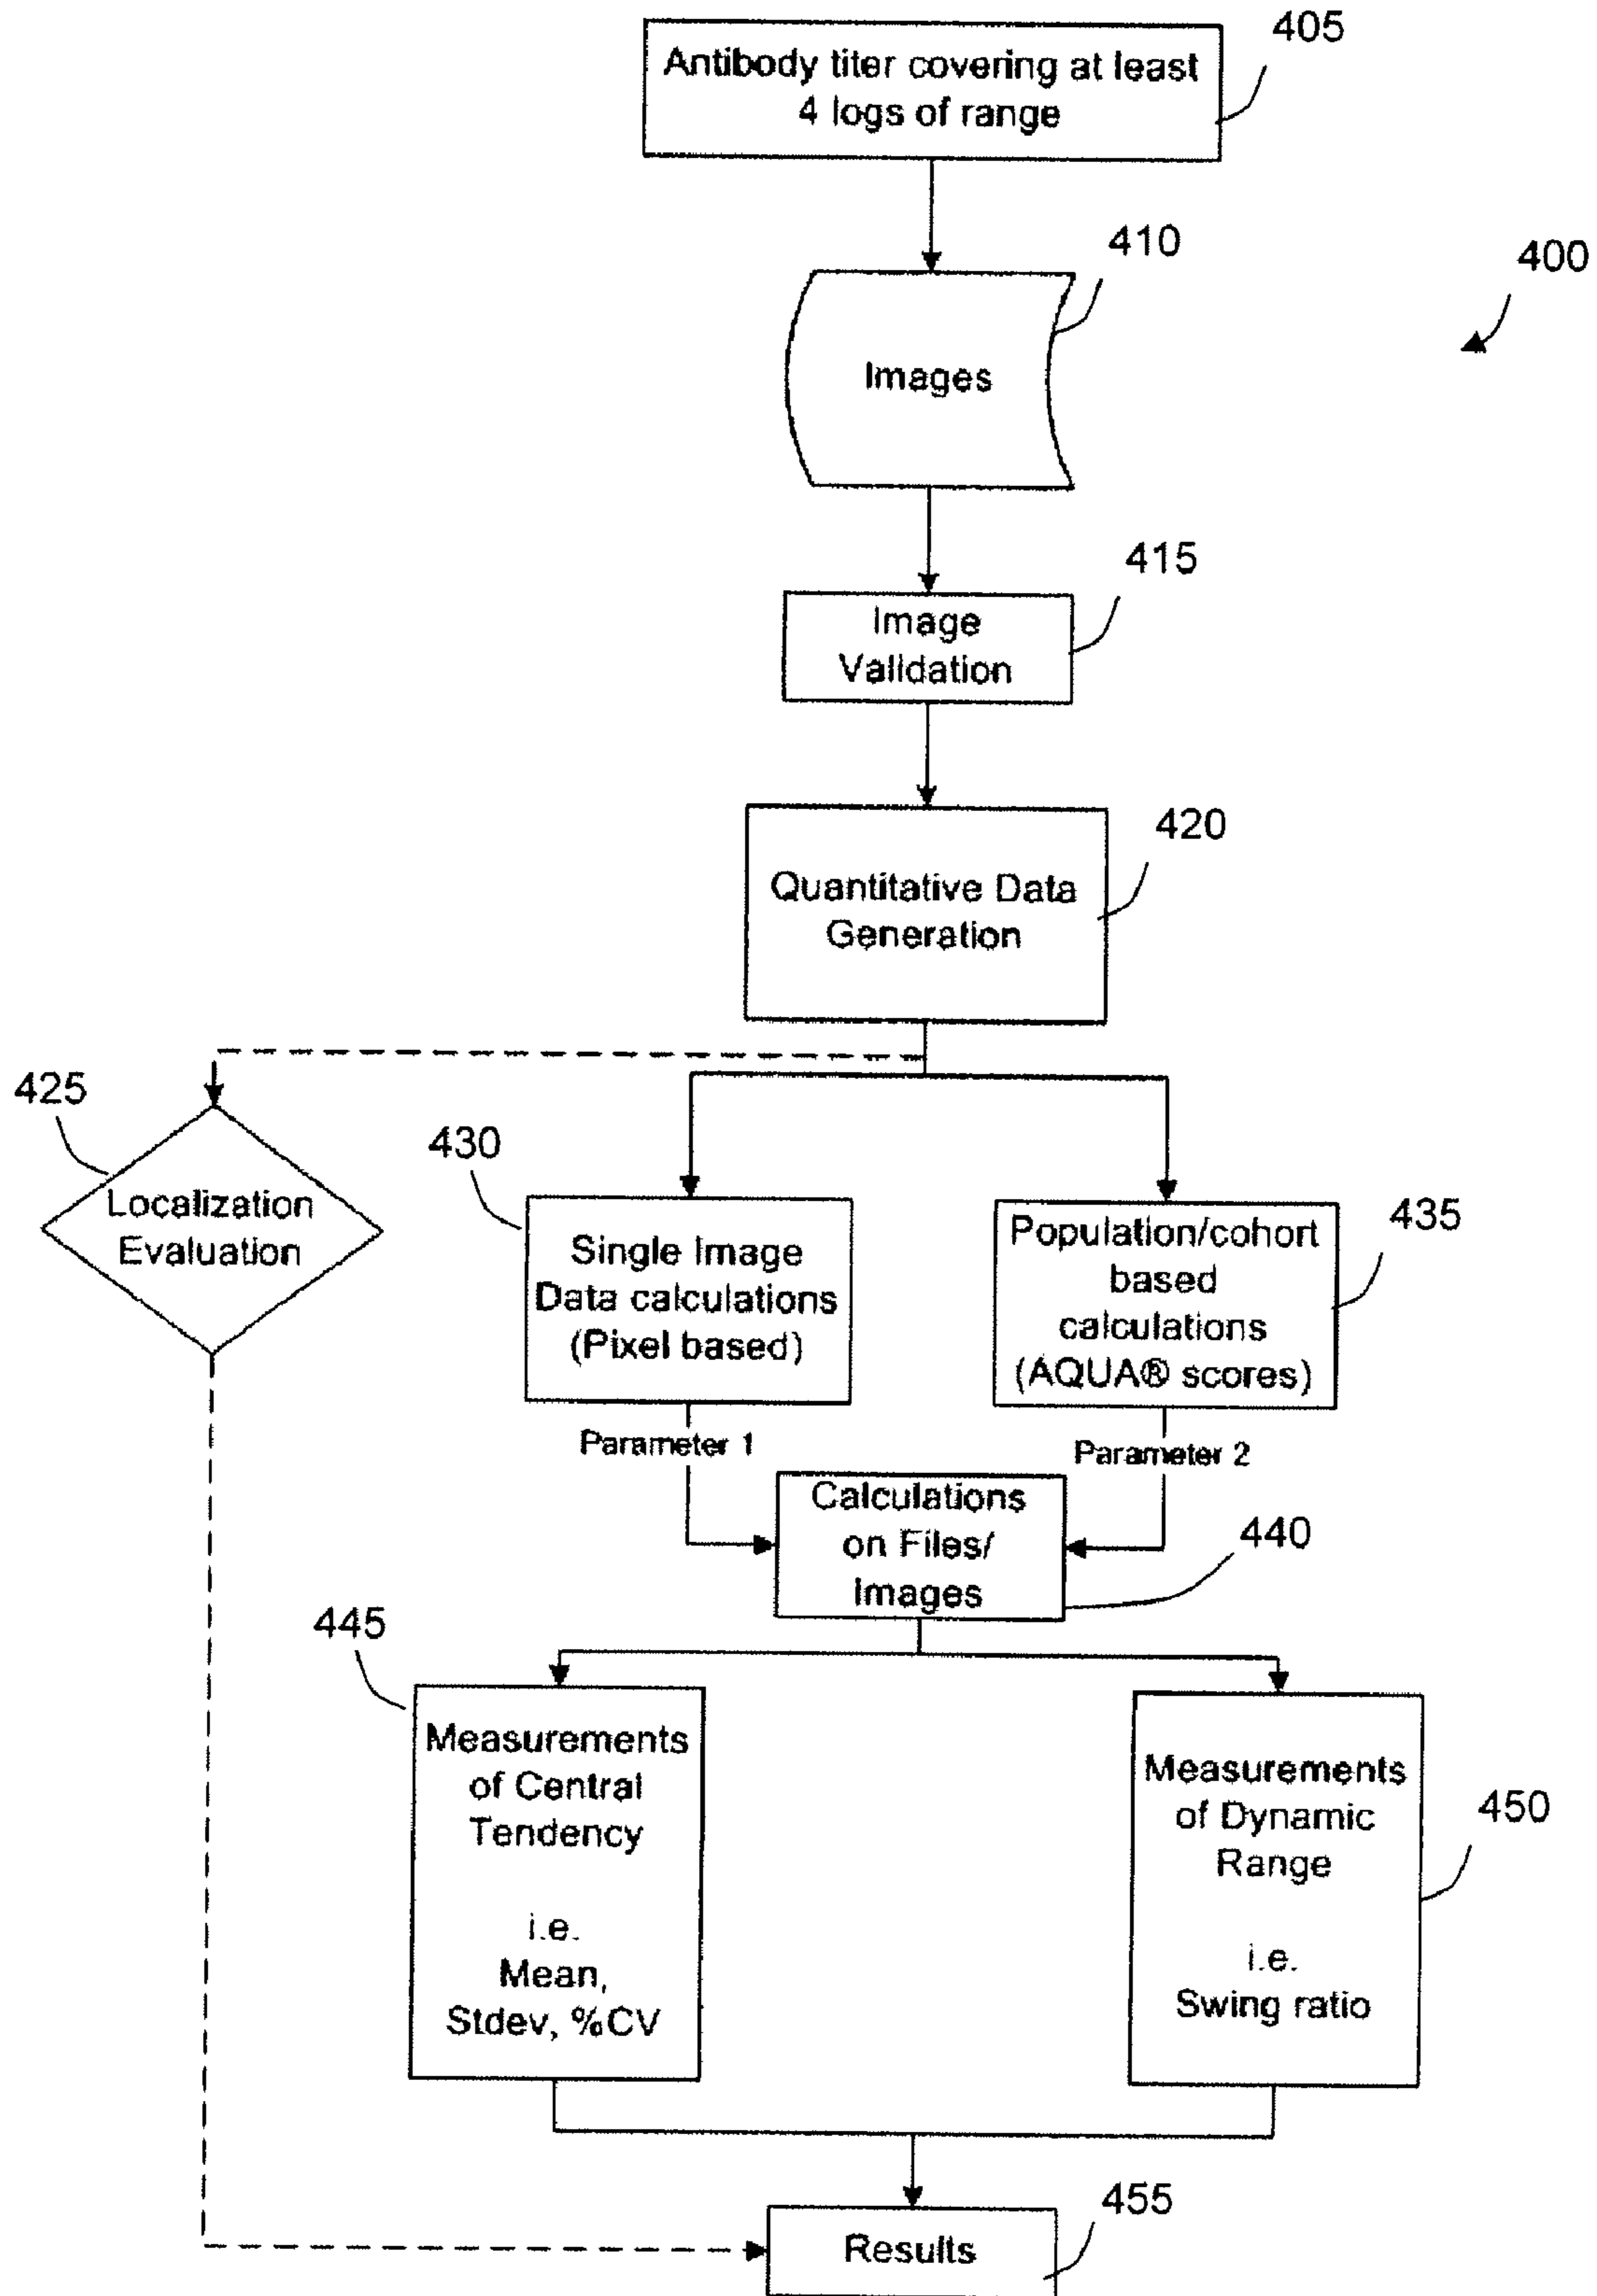 405
Antibody titer covering at least
4 logs of range
410
400
Images
415
Image
Validation
420
Quantitative Data
Generation
425
430
435
Localization
Evaluation
Single Image
Data calculations
(Pixel based)
Population/cohort
based
calculations
(AQUA® scores)
Parameter 1
Parameter 2
Calculations
on Files/
Images
440
445
Measurements
of Central
Tendency
i.e.
Mean,
Stdev, %CV
Measurements
of Dynamic
Range
i.e.
Swing ratio
450
455
Results